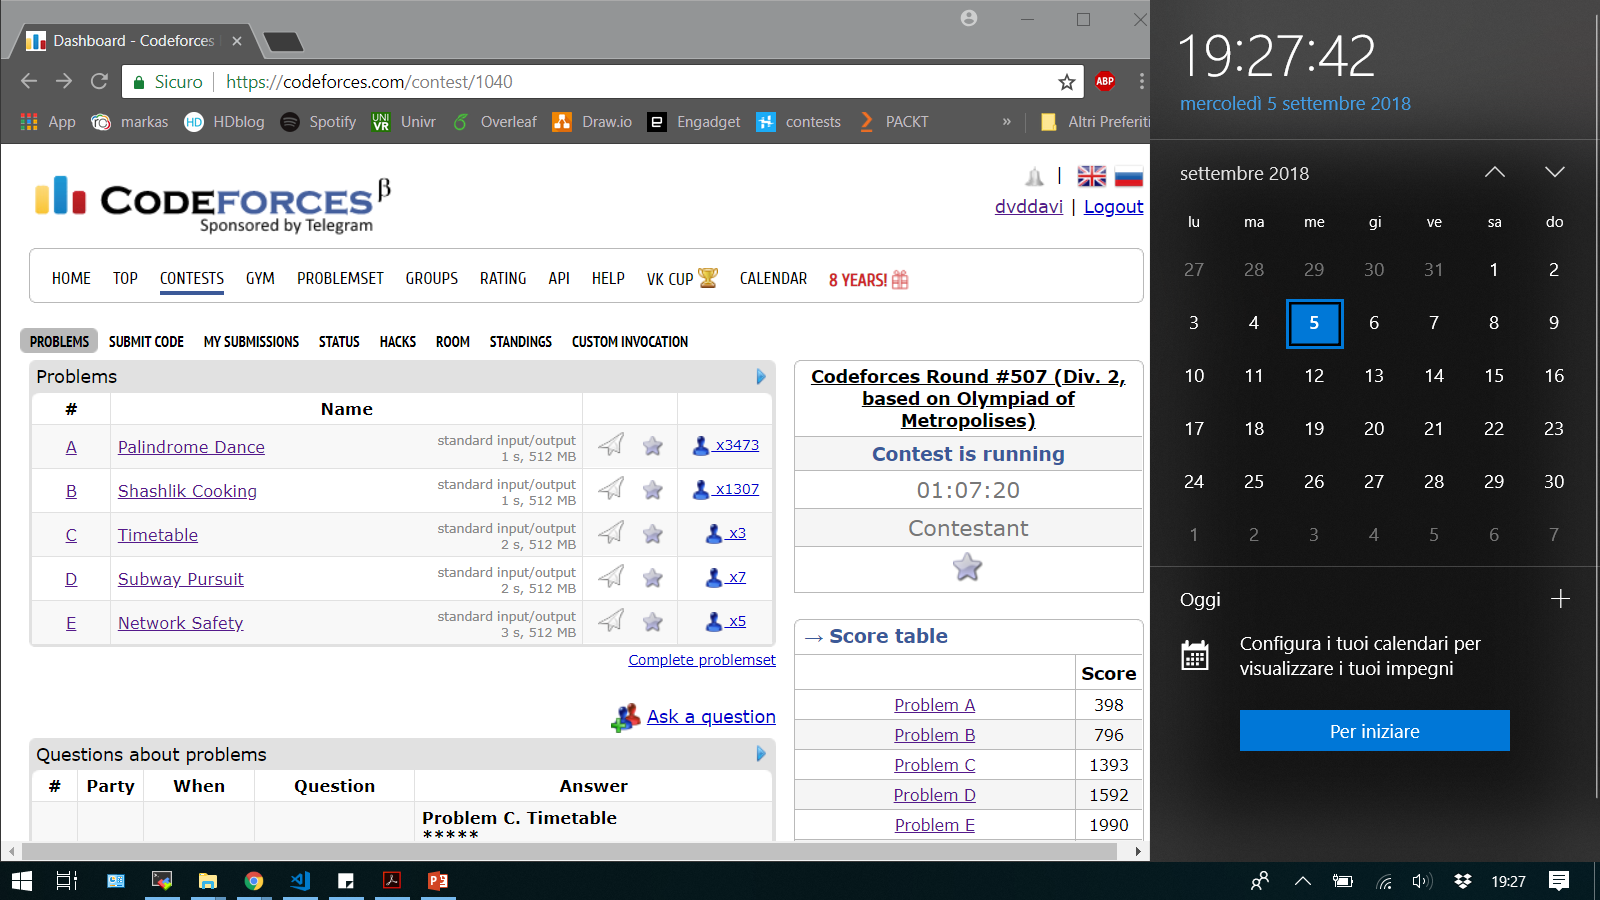 Dashboard - Codeforces
Sicuro
https://codeforces.com/contest/1040
ABP
App
markas
HD
HDblog
Spotify
UNI
VR
Univr
Overleaf
Draw.io
Engadget
contests
PACKT
»
Altri Preferiti
CODEFORCES β
Sponsored by Telegram
|
dvddavi | Logout
HOME TOP CONTESTS GYM PROBLEMSET GROUPS RATING API HELP VK CUP CALENDAR 8 YEARS!
PROBLEMS SUBMIT CODE MY SUBMISSIONS STATUS HACKS ROOM STANDINGS CUSTOM INVOCATION
Problems
# Name
A Palindrome Dance standard input/output x3473
1 s, 512 MB
B Shashlik Cooking standard input/output x1307
1 s, 512 MB
C Timetable standard input/output x3
2 s, 512 MB
D Subway Pursuit standard input/output x7
2 s, 512 MB
E Network Safety standard input/output x5
3 s, 512 MB
Complete problemset
Ask a question
Questions about problems
# Party When Question Answer
Problem C. Timetable
*****
Codeforces Round #507 (Div. 2,
based on Olympiad of
Metropolises)
Contest is running
01:07:20
Contestant
→ Score table
Score
Problem A 398
Problem B 796
Problem C 1393
Problem D 1592
Problem E 1990
19:27:42
mercoledì 5 settembre 2018
settembre 2018
lu ma me gi ve sa do
27 28 29 30 31 1 2
3 4 5 6 7 8 9
10 11 12 13 14 15 16
17 18 19 20 21 22 23
24 25 26 27 28 29 30
1 2 3 4 5 6 7
Oggi
Configura i tuoi calendari per
visualizzare i tuoi impegni
Per iniziare
19:27